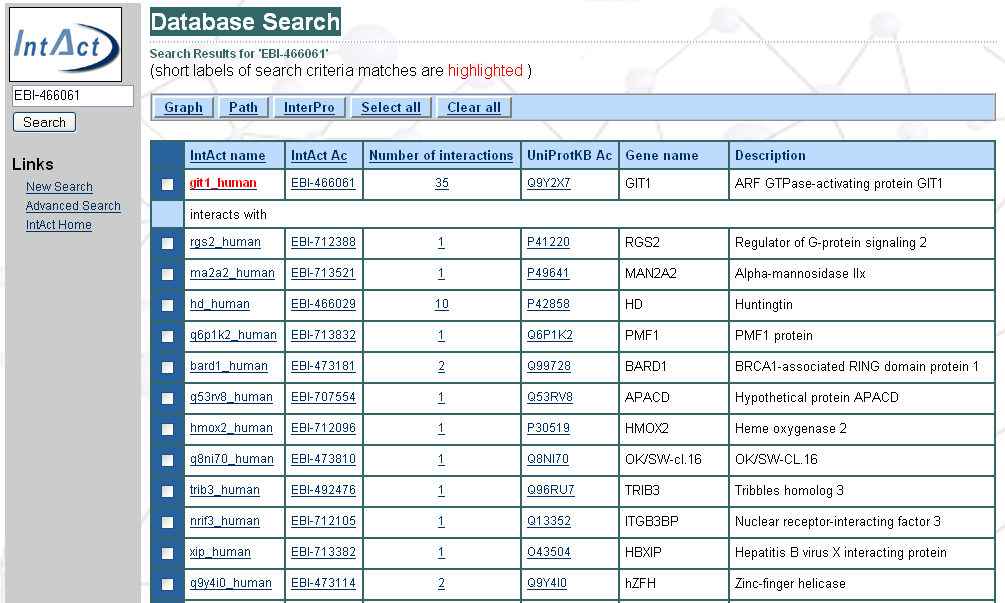 IntAct
EBI-466061
Search
Links
New Search
Advanced Search
IntAct Home
Database Search
Search Results for 'EBI-466061'
(short labels of search criteria matches are highlighted )
Graph Path InterPro Select all Clear all
IntAct name IntAct Ac Number of interactions UniProtKB Ac Gene name Description
git1_human EBI-466061 35 Q9Y2X7 GIT1 ARF GTPase-activating protein GIT1
interacts with
rgs2_human EBI-712388 1 P41220 RGS2 Regulator of G-protein signaling 2
ma2a2_human EBI-713521 1 P49641 MAN2A2 Alpha-mannosidase IIx
hd_human EBI-466029 10 P42858 HD Huntingtin
q6p1k2_human EBI-713832 1 Q6P1K2 PMF1 PMF1 protein
bard1_human EBI-473181 2 Q99728 BARD1 BRCA1-associated RING domain protein 1
q53rv8_human EBI-707554 1 Q53RV8 APACD Hypothetical protein APACD
hmox2_human EBI-712096 1 P30519 HMOX2 Heme oxygenase 2
q8ni70_human EBI-473810 1 Q8NI70 OK/SW-cl.16 OK/SW-CL.16
trib3_human EBI-492476 1 Q96RU7 TRIB3 Tribbles homolog 3
nrif3_human EBI-712105 1 Q13352 ITGB3BP Nuclear receptor-interacting factor 3
xip_human EBI-713382 1 O43504 HBXIP Hepatitis B virus X interacting protein
q9y4i0_human EBI-473114 2 Q9Y4I0 hZFH Zinc-finger helicase